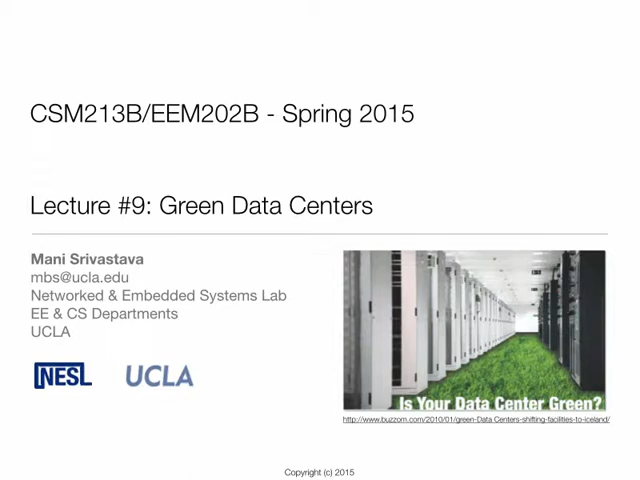 CSM213B/EEM202B - Spring 2015
Lecture #9: Green Data Centers
Mani Srivastava
mbs@ucla.edu
Networked & Embedded Systems Lab
EE & CS Departments
UCLA
NESL UCLA
Is Your Data Center Green?
http://www.buzzom.com/2010/01/green-Data Centers-shifting-facilities-to-iceland/
Copyright (c) 2015